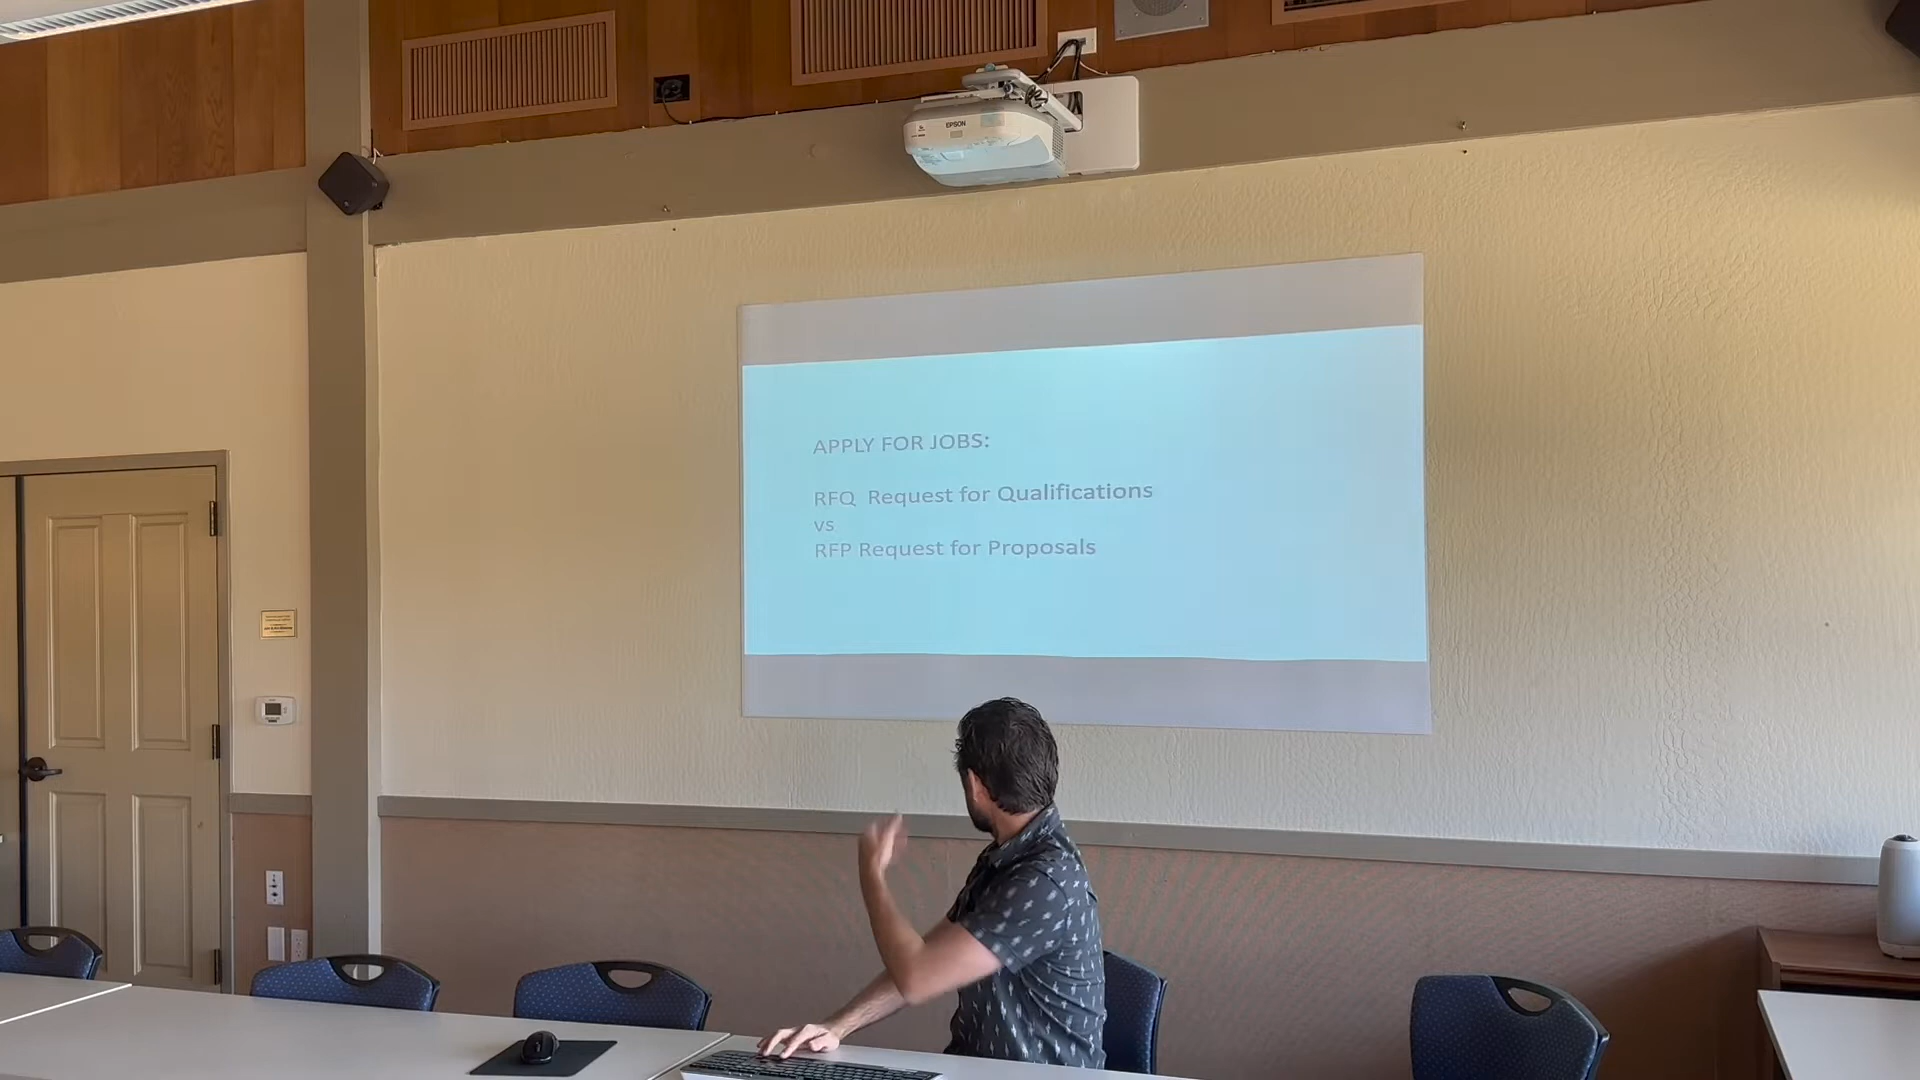 EPSON
APPLY FOR JOBS:
RFQ Request for Qualifications
vs
RFP Request for Proposals